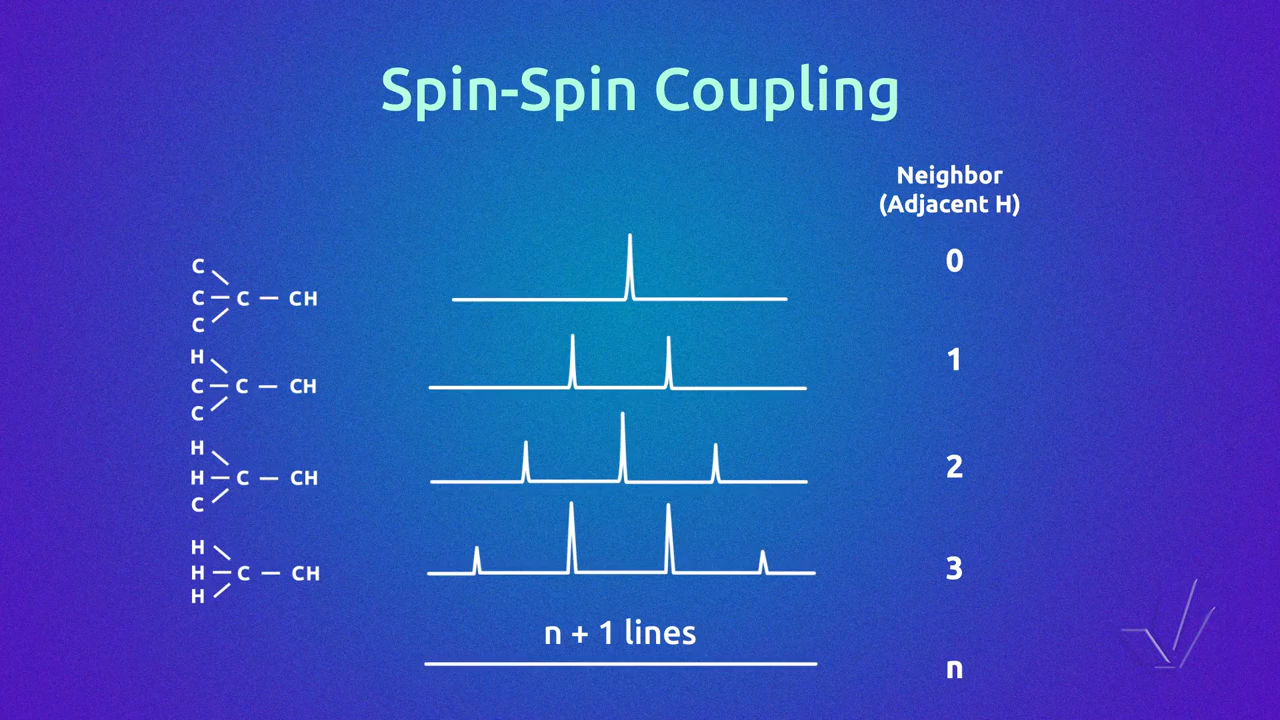 Spin-Spin Coupling
Neighbor
(Adjacent H)
C
C C CH
C
0
H
C C CH
C
1
H
H C CH
C
2
H
H C CH
H
3
n + 1 lines
n